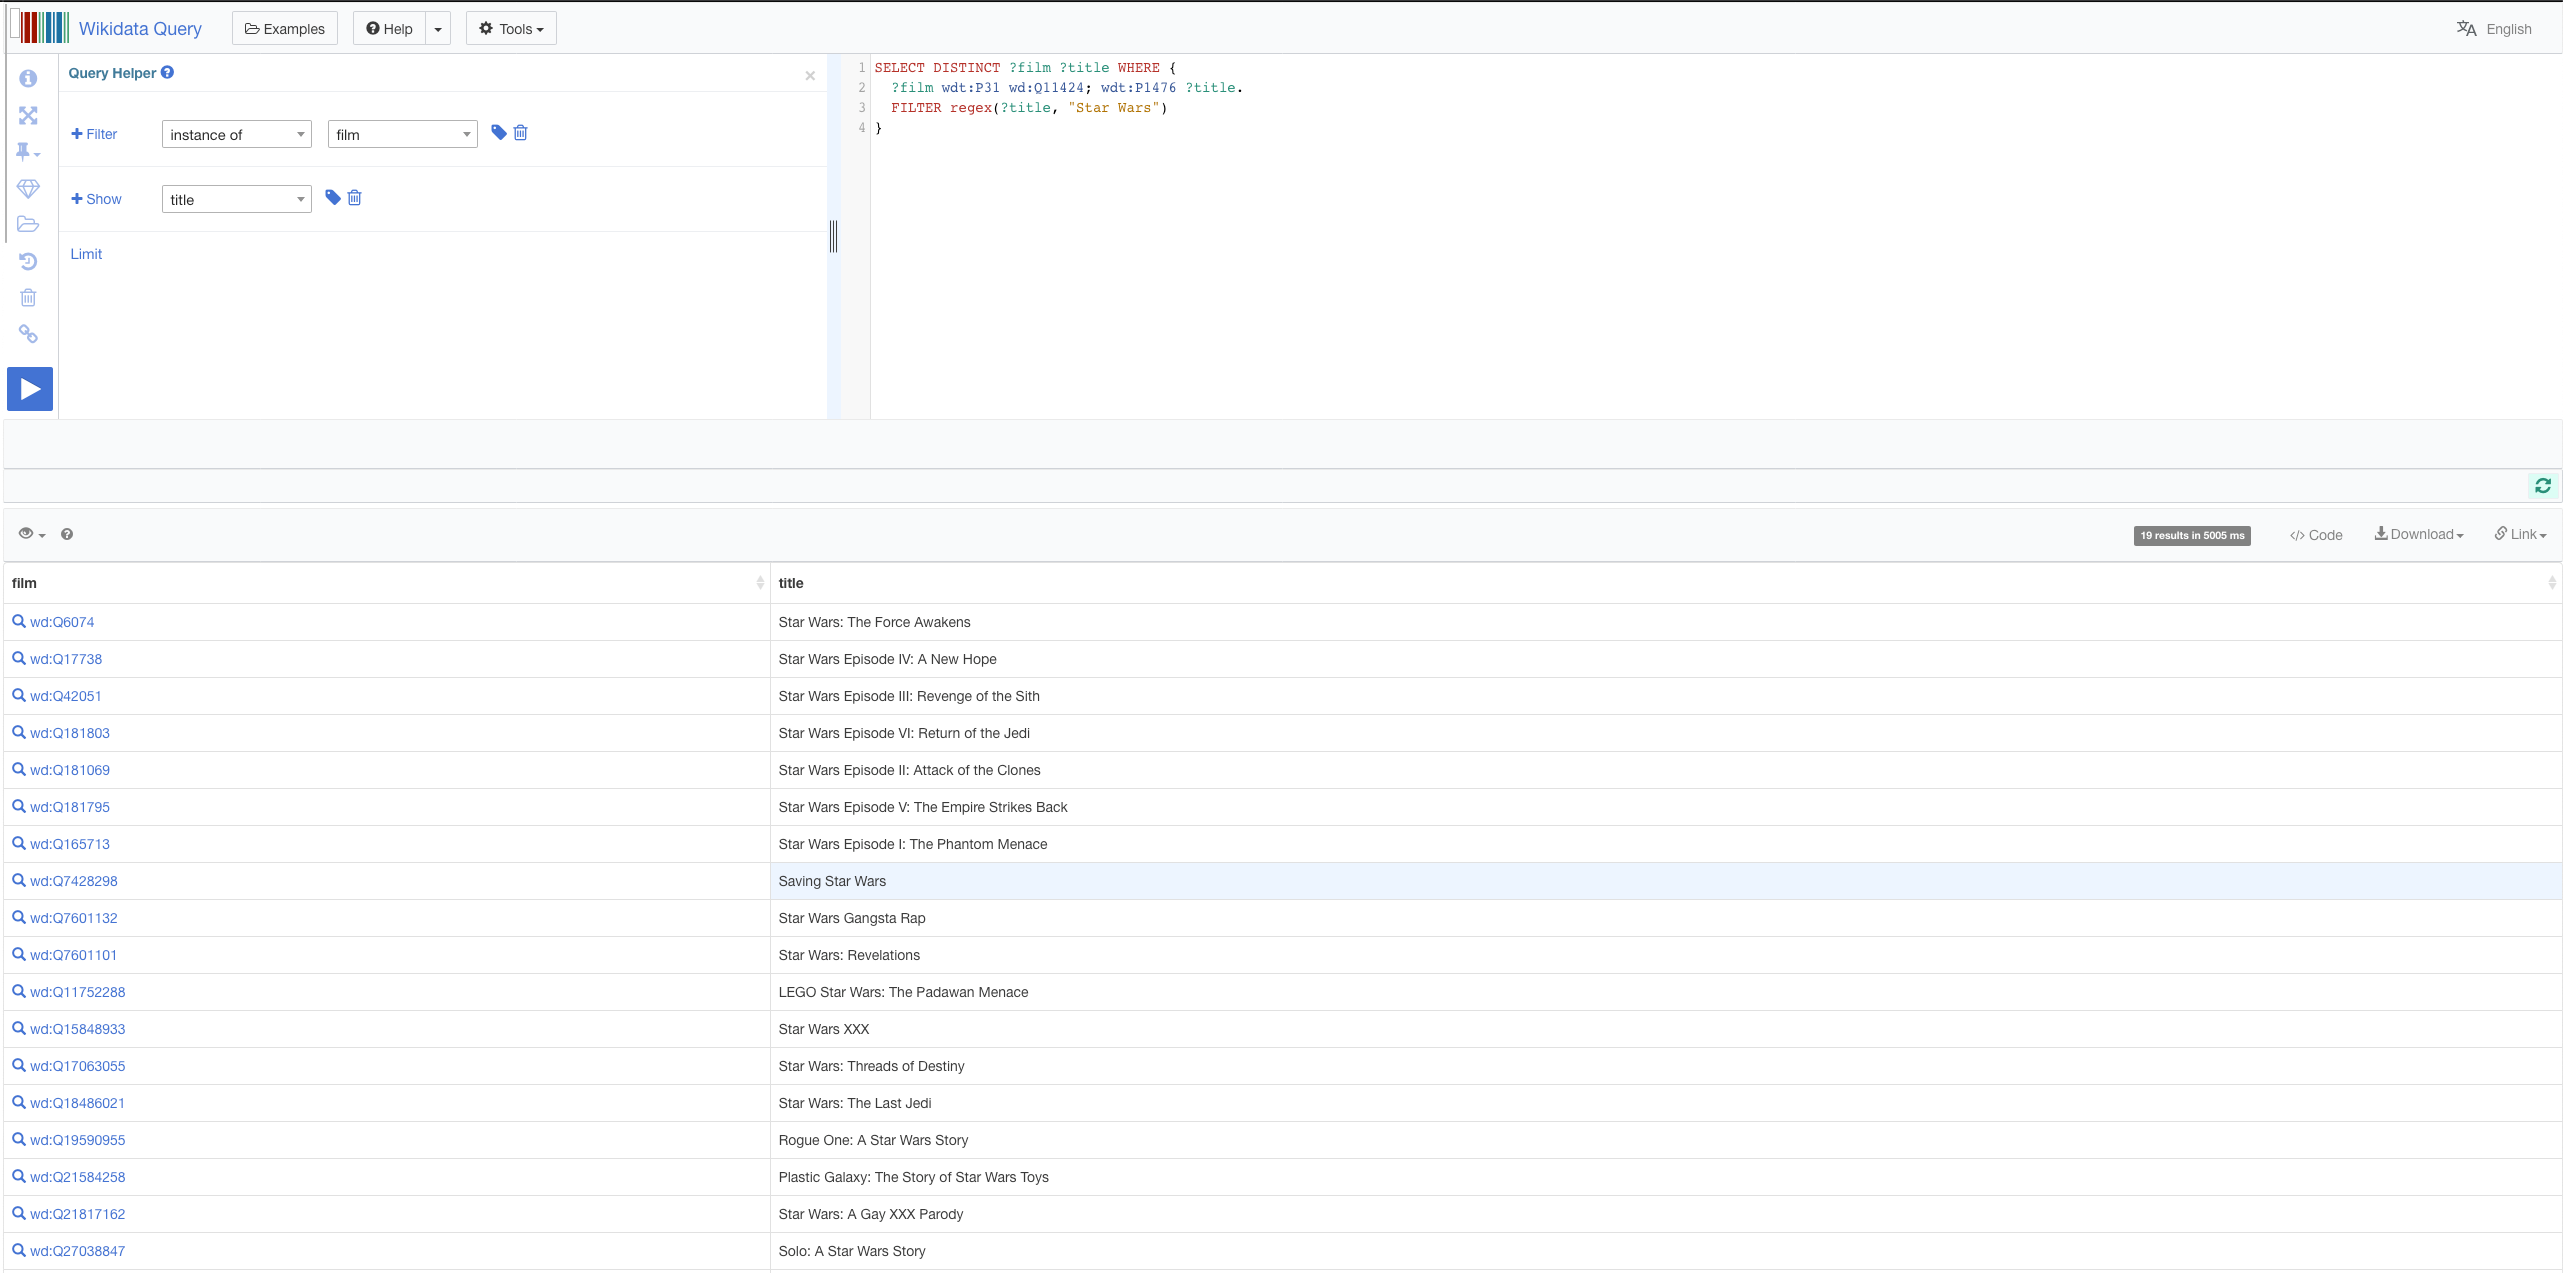 Wikidata Query Examples Help Tools English
Query Helper
Filter instance of film
Show title
Limit
1 SELECT DISTINCT ?film ?title WHERE {
2 ?film wdt:P31 wd:Q11424; wdt:P1476 ?title.
3 FILTER regex(?title, "Star Wars")
4 }
19 results in 5005 ms </> Code Download Link
film title
wd:Q6074 Star Wars: The Force Awakens
wd:Q17738 Star Wars Episode IV: A New Hope
wd:Q42051 Star Wars Episode III: Revenge of the Sith
wd:Q181803 Star Wars Episode VI: Return of the Jedi
wd:Q181069 Star Wars Episode II: Attack of the Clones
wd:Q181795 Star Wars Episode V: The Empire Strikes Back
wd:Q165713 Star Wars Episode I: The Phantom Menace
wd:Q7428298 Saving Star Wars
wd:Q7601132 Star Wars Gangsta Rap
wd:Q7601101 Star Wars: Revelations
wd:Q11752288 LEGO Star Wars: The Padawan Menace
wd:Q15848933 Star Wars XXX
wd:Q17063055 Star Wars: Threads of Destiny
wd:Q18486021 Star Wars: The Last Jedi
wd:Q19590955 Rogue One: A Star Wars Story
wd:Q21584258 Plastic Galaxy: The Story of Star Wars Toys
wd:Q21817162 Star Wars: A Gay XXX Parody
wd:Q27038847 Solo: A Star Wars Story